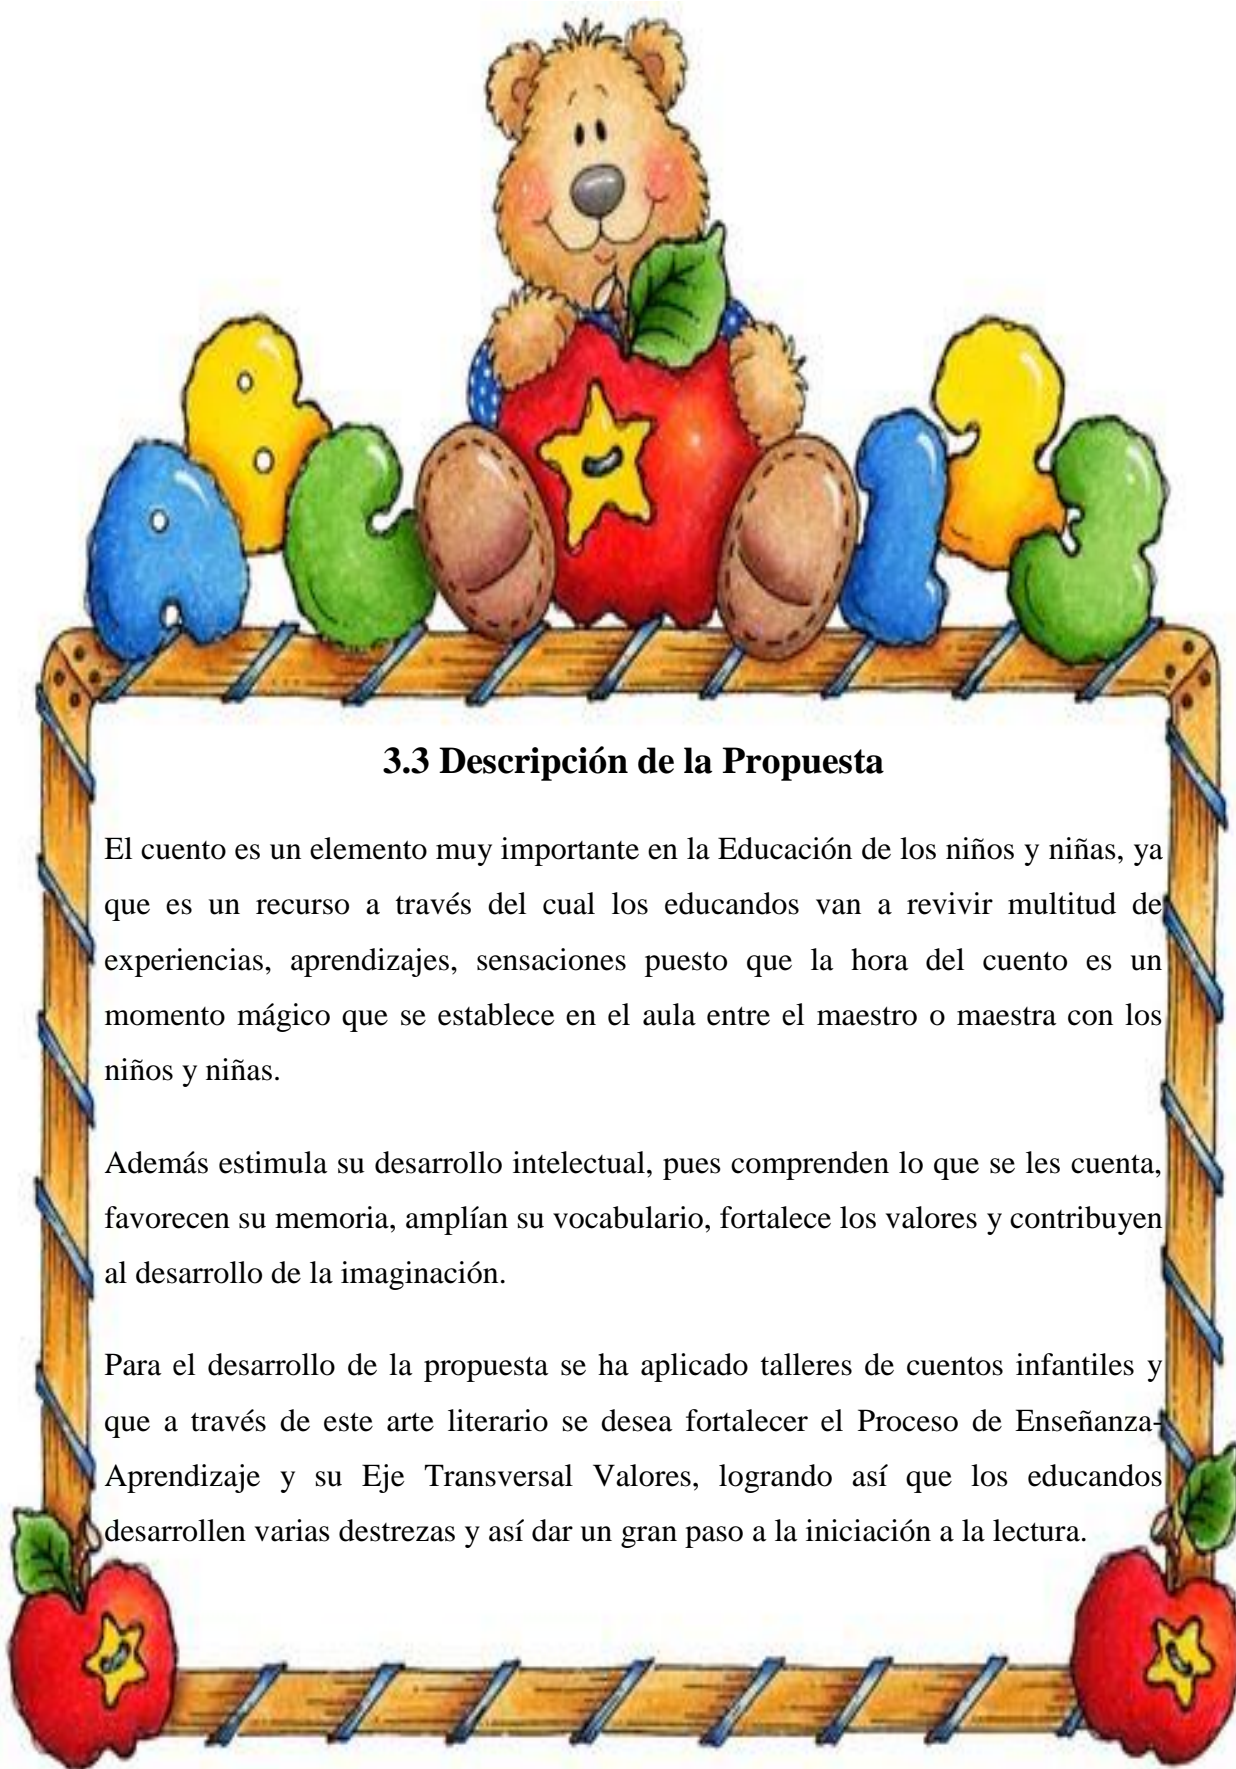 A B C 1 2 3
3.3 Descripción de la Propuesta
El cuento es un elemento muy importante en la Educación de los niños y niñas, ya
que es un recurso a través del cual los educandos van a revivir multitud de
experiencias, aprendizajes, sensaciones puesto que la hora del cuento es un
momento mágico que se establece en el aula entre el maestro o maestra con los
niños y niñas.
Además estimula su desarrollo intelectual, pues comprenden lo que se les cuenta,
favorecen su memoria, amplían su vocabulario, fortalece los valores y contribuyen
al desarrollo de la imaginación.
Para el desarrollo de la propuesta se ha aplicado talleres de cuentos infantiles y
que a través de este arte literario se desea fortalecer el Proceso de Enseñanza-
Aprendizaje y su Eje Transversal Valores, logrando así que los educandos
desarrollen varias destrezas y así dar un gran paso a la iniciación a la lectura.